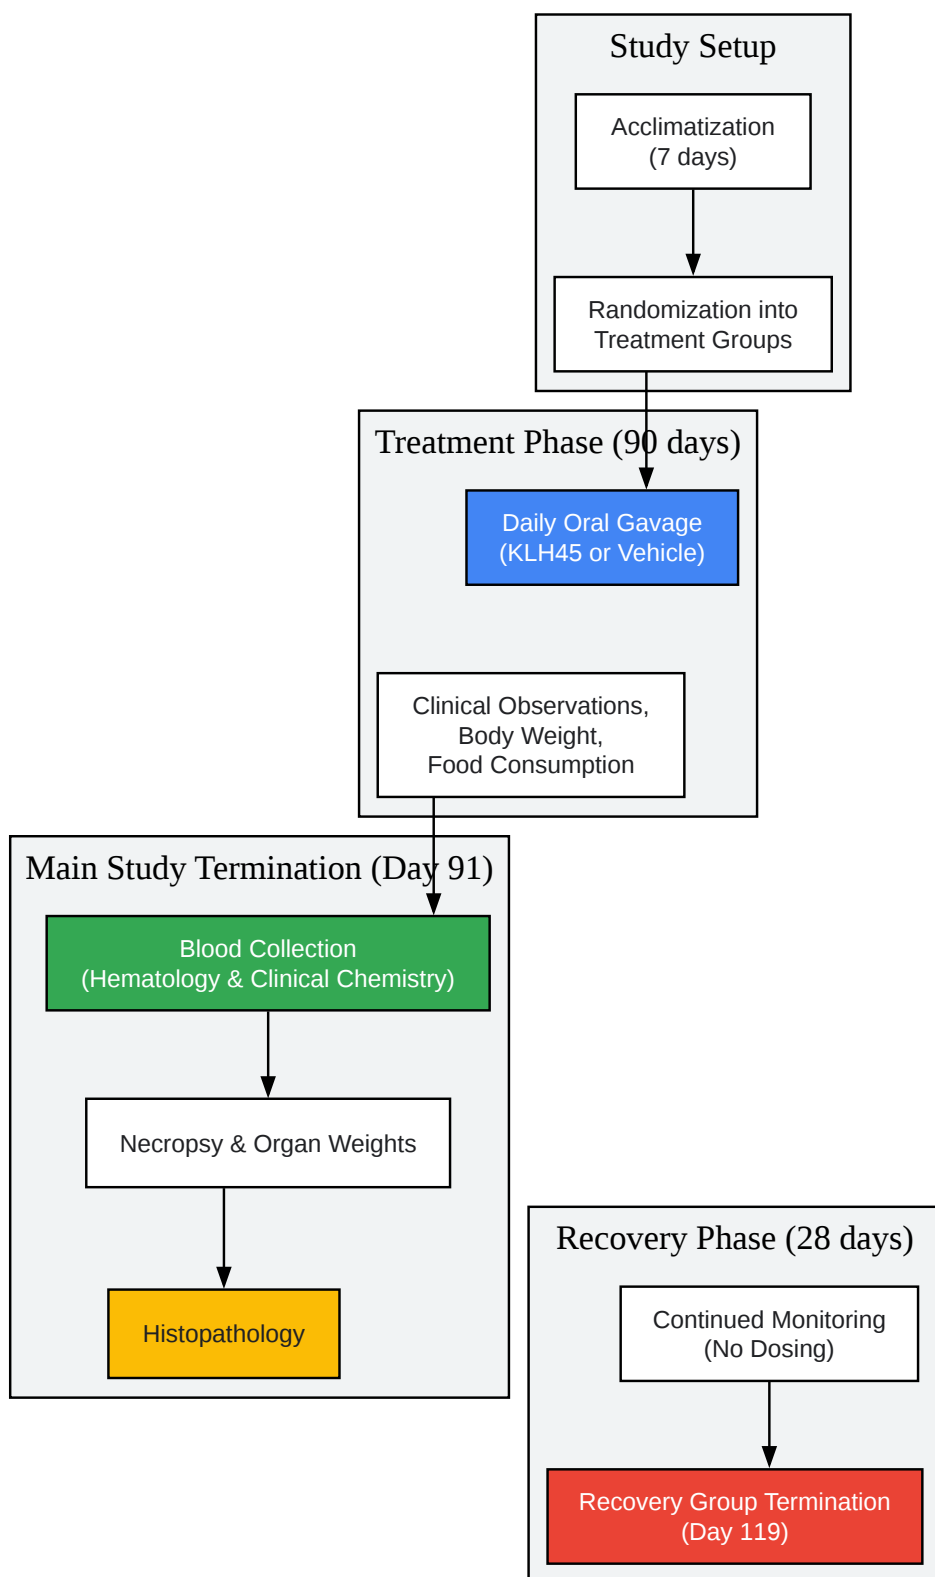 Study Setup
Acclimatization
(7 days)
Randomization into
Treatment Groups
Treatment Phase (90 days)
Daily Oral Gavage
(KLH45 or Vehicle)
Clinical Observations,
Body Weight,
Food Consumption
Main Study Termination (Day 91)
Blood Collection
(Hematology & Clinical Chemistry)
Necropsy & Organ Weights
Histopathology
Recovery Phase (28 days)
Continued Monitoring
(No Dosing)
Recovery Group Termination
(Day 119)